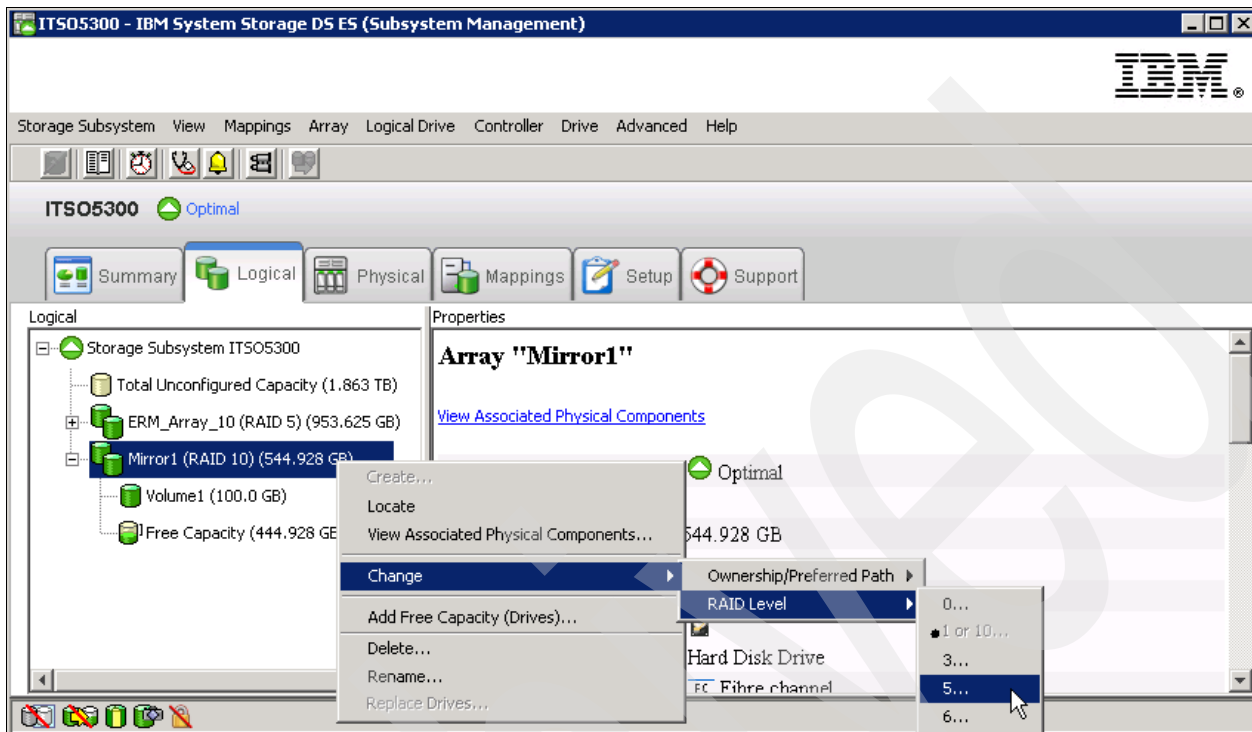 ITSO5300 - IBM System Storage DS ES (Subsystem Management)
IBM ®
Storage Subsystem View Mappings Array Logical Drive Controller Drive Advanced Help
ITSO5300 Optimal
Summary Logical Physical Mappings Setup Support
Logical
Storage Subsystem ITSO5300
Total Unconfigured Capacity (1.863 TB)
ERM_Array_10 (RAID 5) (953.625 GB)
Mirror1 (RAID 10) (544.928 GB)
Volume1 (100.0 GB)
Free Capacity (444.928 GB
Properties
Array "Mirror1"
View Associated Physical Components
Optimal
544.928 GB
Hard Disk Drive
FC Fibre channel
Create...
Locate
View Associated Physical Components...
Change
Add Free Capacity (Drives)...
Delete...
Rename...
Replace Drives...
Ownership/Preferred Path
RAID Level
0...
1 or 10...
3...
5...
6...